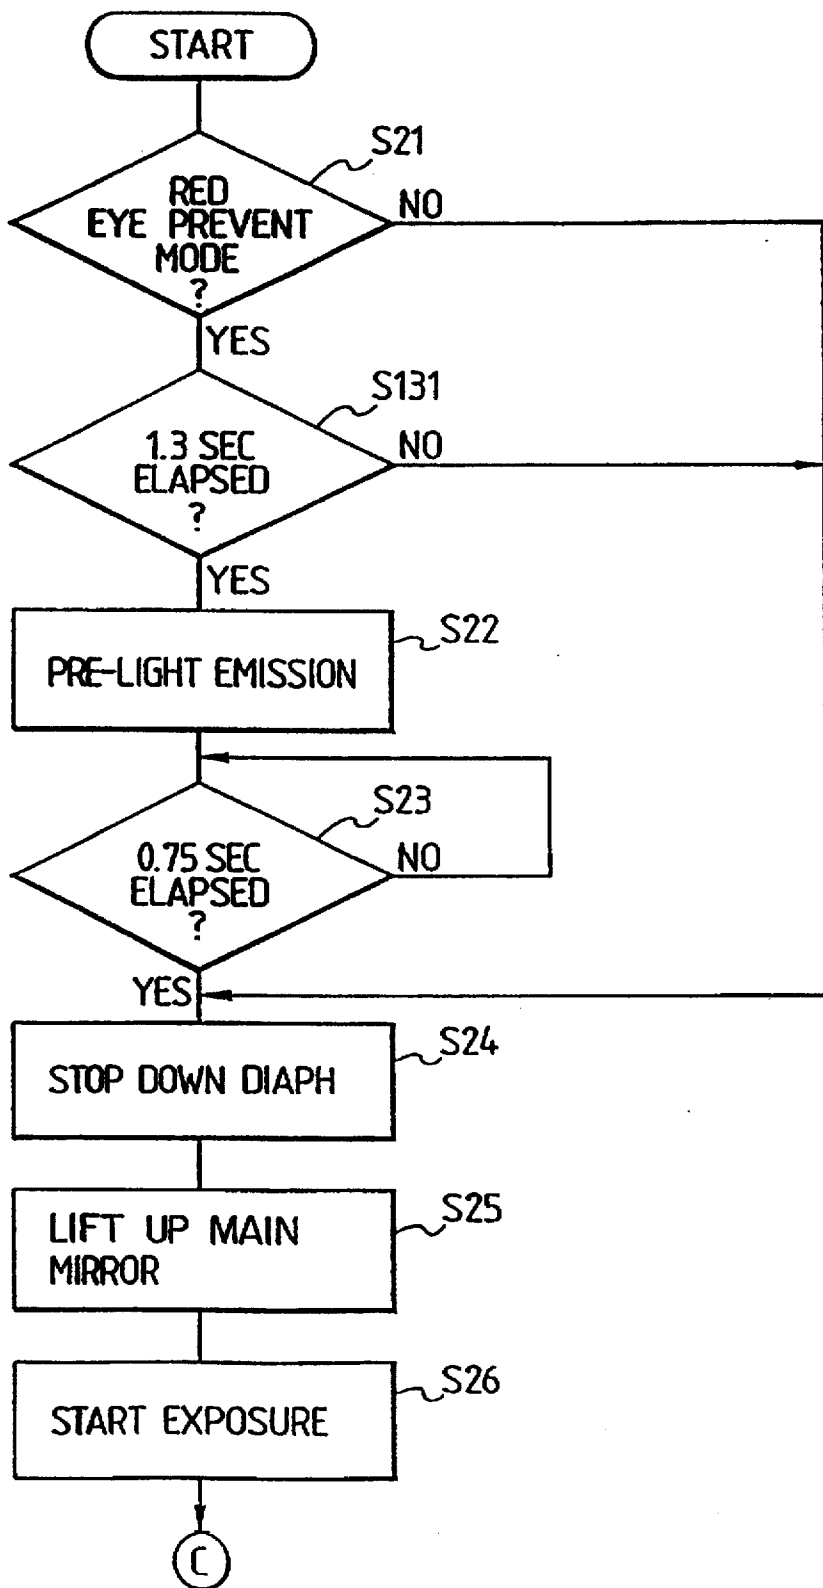 START
S21
RED
EYE PREVENT
MODE
?
NO
YES
S131
1.3 SEC
ELAPSED
?
NO
YES
S22
PRE-LIGHT EMISSION
S23
0.75 SEC
ELAPSED
?
NO
YES
S24
STOP DOWN DIAPH
S25
LIFT UP MAIN
MIRROR
S26
START EXPOSURE
C